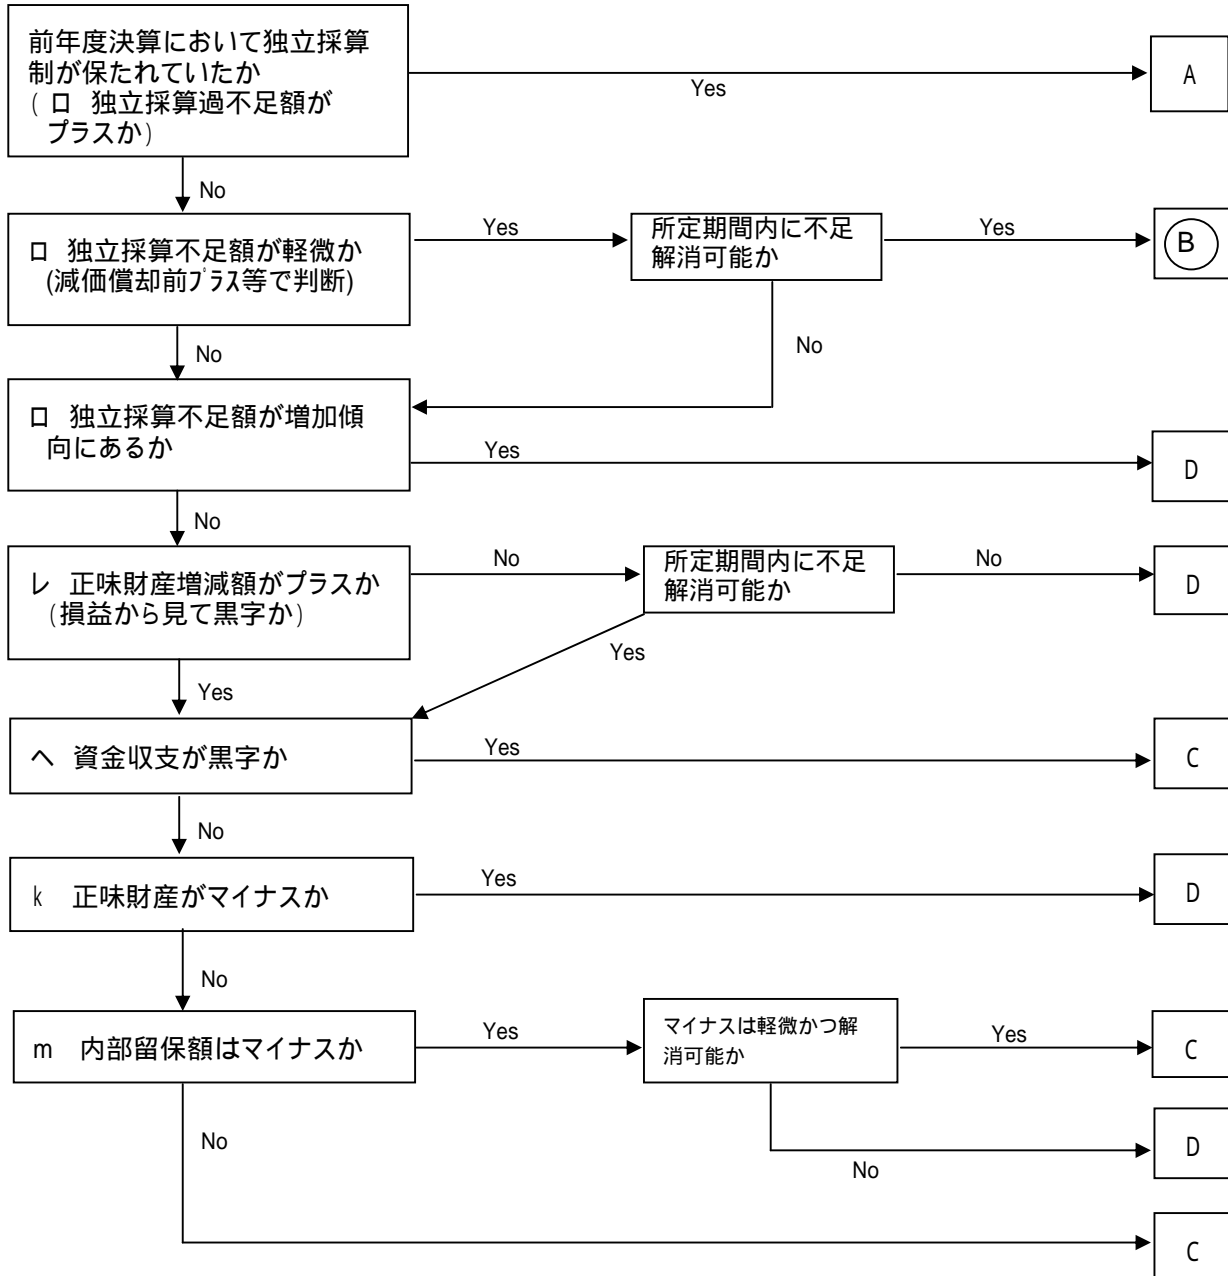 前年度決算において独立採算
制が保たれていたか
(ロ 独立採算過不足額が
プラスか)
Yes
A
No
ロ 独立採算不足額が軽微か
(減価償却前プラス等で判断)
Yes
所定期間内に不足
解消可能か
Yes
B
No
No
ロ 独立採算不足額が増加傾
向にあるか
Yes
D
No
レ 正味財産増減額がプラスか
(損益から見て黒字か)
No
所定期間内に不足
解消可能か
No
D
Yes
Yes
ヘ 資金収支が黒字か
Yes
C
No
k 正味財産がマイナスか
Yes
D
No
m 内部留保額はマイナスか
Yes
マイナスは軽微かつ解
消可能か
Yes
C
No
No
D
C